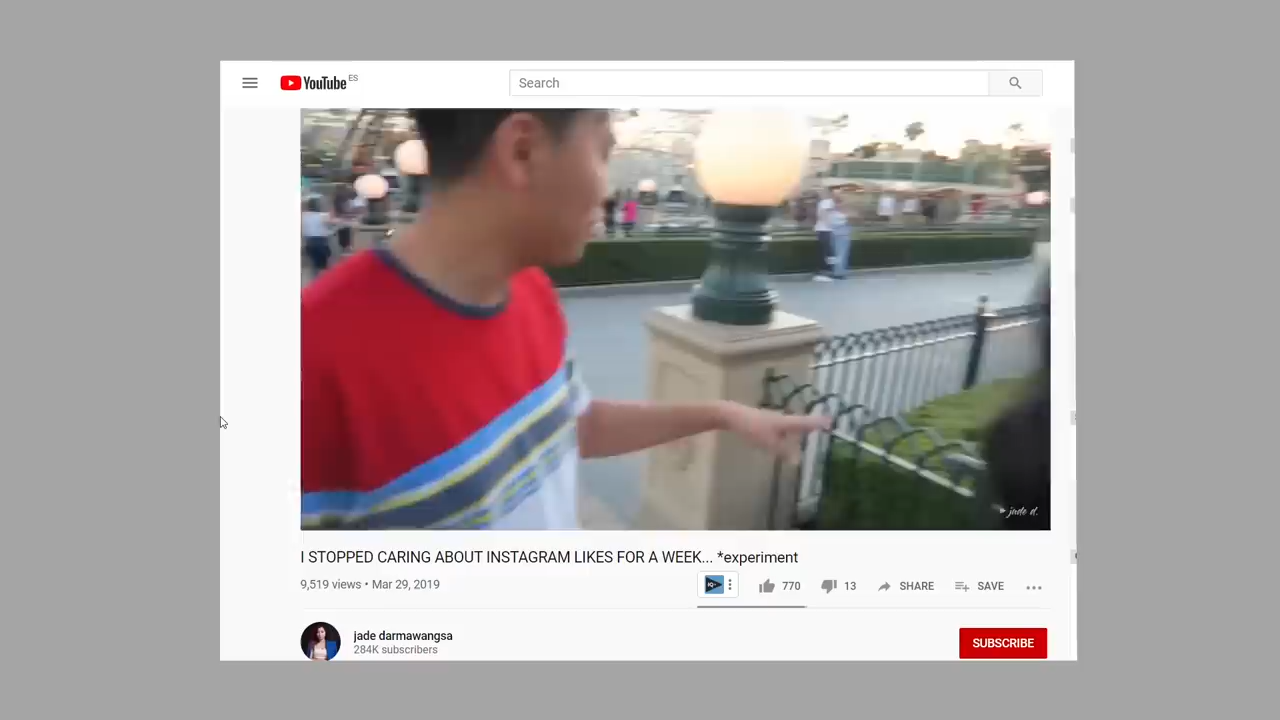 YouTube ES
Search
jade d.
I STOPPED CARING ABOUT INSTAGRAM LIKES FOR A WEEK... *experiment
9,519 views • Mar 29, 2019
770
13
SHARE
SAVE
jade darmawangsa
284K subscribers
SUBSCRIBE